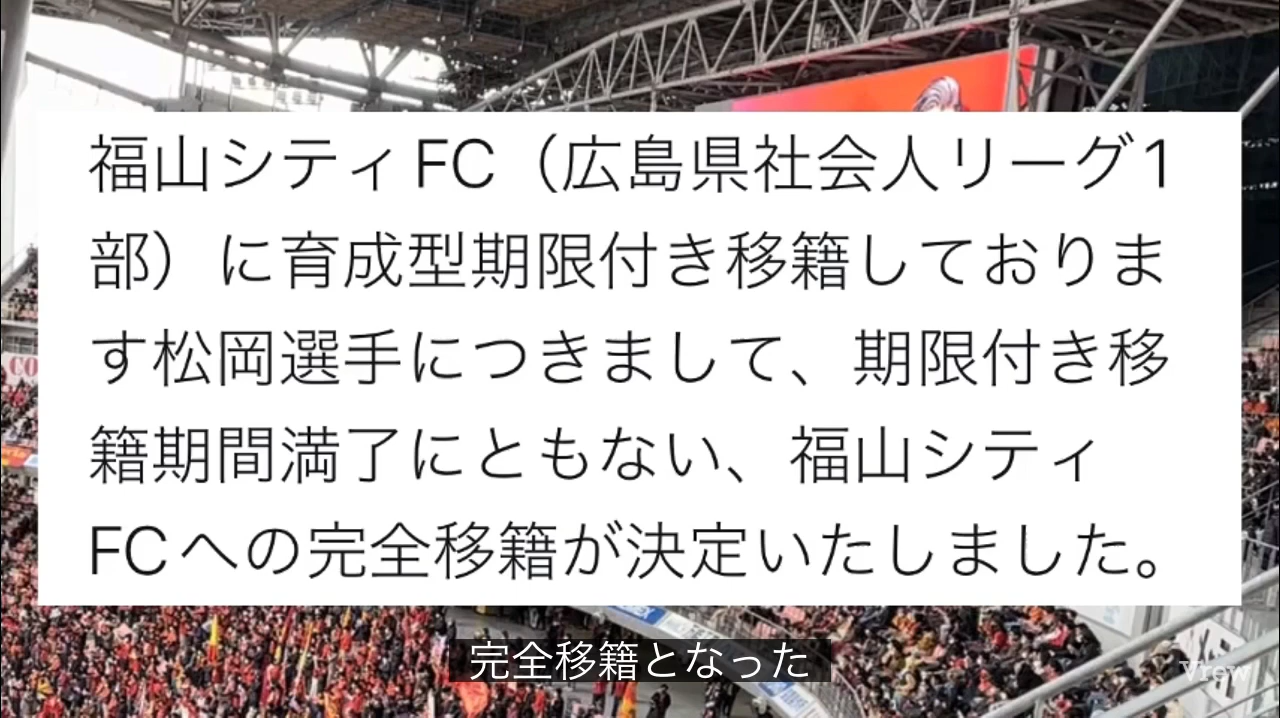 福山シティFC（広島県社会人リーグ1
部）に育成型期限付き移籍しておりま
す松岡選手につきまして、期限付き移
籍期間満了にともない、福山シティ
FCへの完全移籍が決定いたしました。
CO
完全移籍となった
Vrew